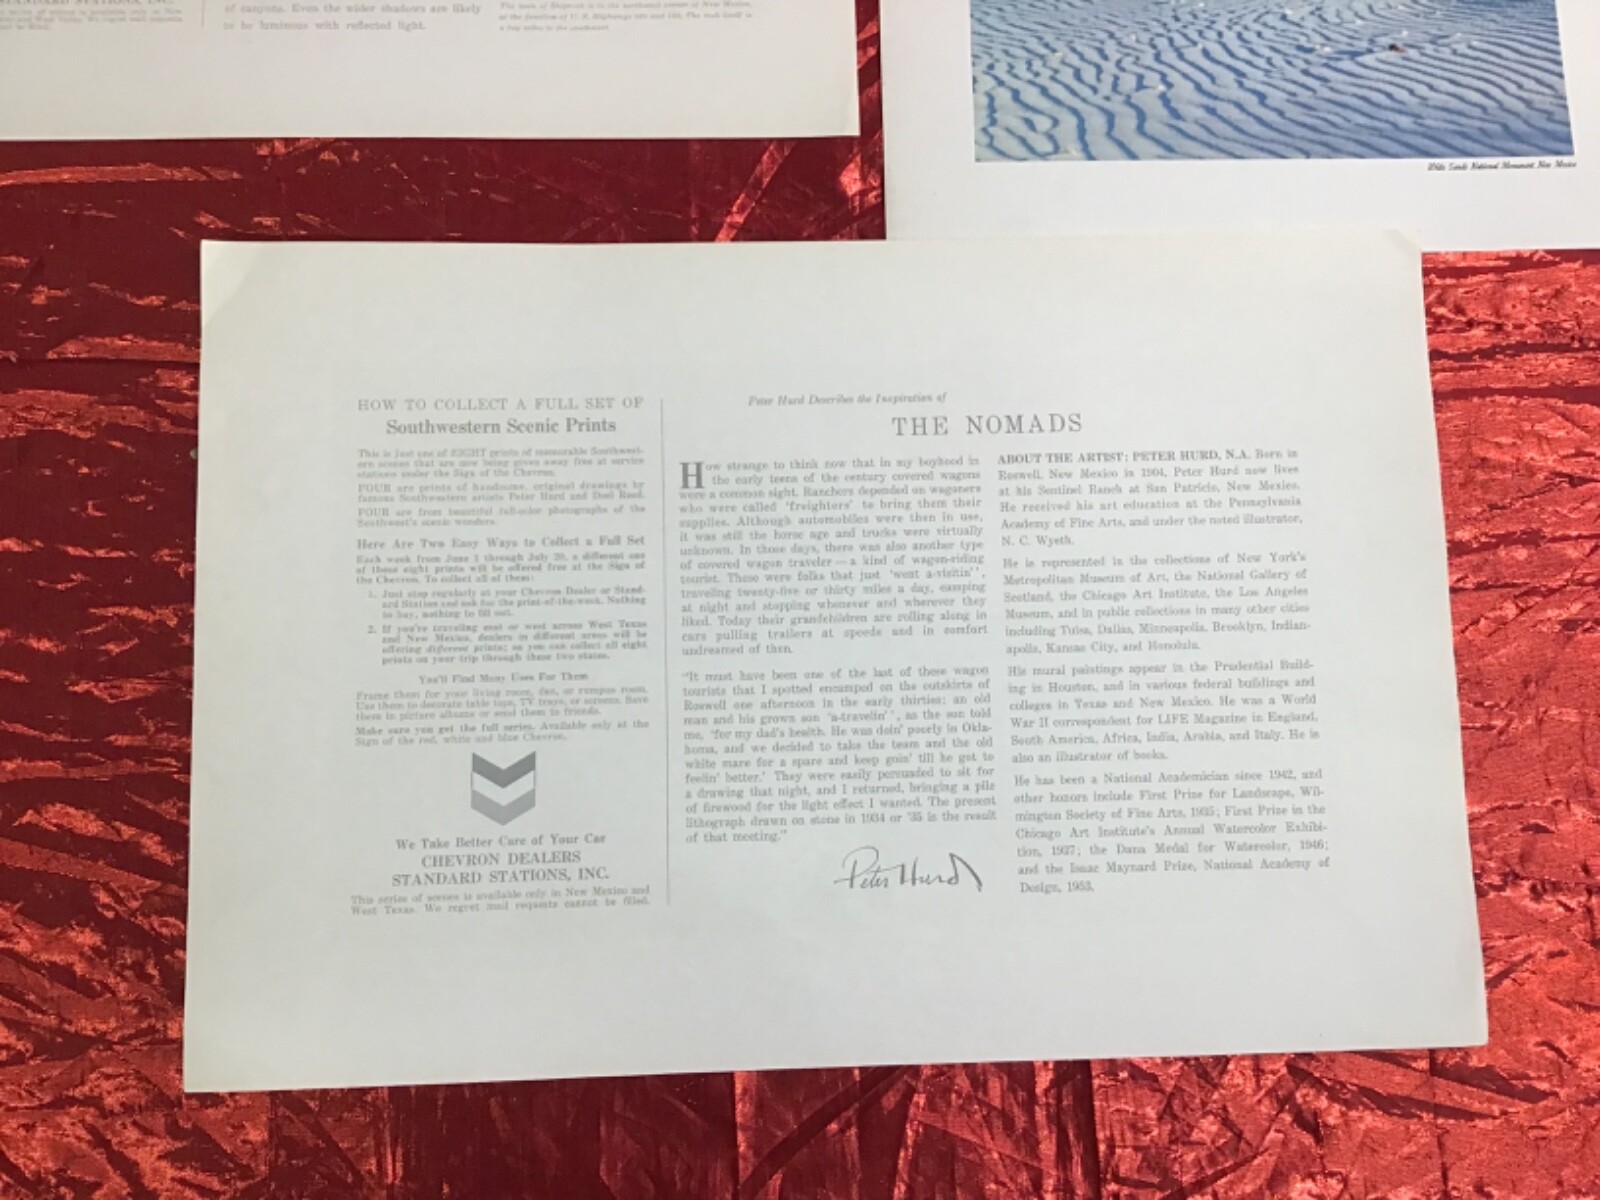 STANDARD STATIONS, INC.
of canyons. Even the wider shadows are likely
to be luminous with reflected light.
The town of Shiprock is in the northwest corner of New Mexico,
at the junction of U. S. Highways
a few miles to the southwest.
White Sands National Monument, New Mexico
HOW TO COLLECT A FULL SET OF
Southwestern Scenic Prints
This is just one of EIGHT prints of memorable Southwest-
ern scenes that are now being given away free at service
stations under the Sign of the Chevron.
FOUR are prints of handsome, original drawings by
famous Southwestern artists Peter Hurd and Doel Reed.
FOUR are from beautiful full-color photographs of the
Southwest's scenic wonders.
Here Are Two Easy Ways to Collect a Full Set
Each week from June 1 through July 29, a different one
of these eight prints will be offered free at the Sign of
the Chevron. To collect all of them:
1. Just stop regularly at your Chevron Dealer or Stand-
ard Station and ask for the print-of-the-week. Nothing
to buy, nothing to fill out.
2. If you're traveling east or west across West Texas
and New Mexico, dealers in different areas will be
offering different prints; so you can collect all eight
prints on your trip through these two states.
You'll Find Many Uses For Them
Frame them for your living room, den, or rumpus room.
Use them to decorate table tops, TV trays, or screens. Save
them in picture albums or send them to friends.
Make sure you get the full series. Available only at the
Sign of the red, white and blue Chevron.
We Take Better Care of Your Car
CHEVRON DEALERS
STANDARD STATIONS, INC.
This series of scenes is available only in New Mexico and
West Texas. We regret mail requests cannot be filled.
Peter Hurd Describes the Inspiration of
THE NOMADS
How strange to think now that in my boyhood in
the early teens of the century covered wagons
were a common sight. Ranchers depended on wagoners
who were called 'freighters' to bring them their
supplies. Although automobiles were then in use,
it was still the horse age and trucks were virtually
unknown. In those days, there was also another type
of covered wagon traveler — a kind of wagon-riding
tourist. These were folks that just 'went a-visitin'',
traveling twenty-five or thirty miles a day, camping
at night and stopping whenever and wherever they
liked. Today their grandchildren are rolling along in
cars pulling trailers at speeds and in comfort
undreamed of then.
"It must have been one of the last of these wagon
tourists that I spotted encamped on the outskirts of
Roswell one afternoon in the early thirties: an old
man and his grown son 'a-travelin'', as the son told
me, 'for my dad's health. He was doin' poorly in Okla-
homa, and we decided to take the team and the old
white mare for a spare and keep goin' till he got to
feelin' better.' They were easily persuaded to sit for
a drawing that night, and I returned, bringing a pile
of firewood for the light effect I wanted. The present
lithograph drawn on stone in 1934 or '35 is the result
of that meeting."
Peter Hurd
ABOUT THE ARTIST: PETER HURD, N.A. Born in
Roswell, New Mexico in 1904, Peter Hurd now lives
at his Sentinel Ranch at San Patricio, New Mexico.
He received his art education at the Pennsylvania
Academy of Fine Arts, and under the noted illustrator,
N. C. Wyeth.
He is represented in the collections of New York's
Metropolitan Museum of Art, the National Gallery of
Scotland, the Chicago Art Institute, the Los Angeles
Museum, and in public collections in many other cities
including Tulsa, Dallas, Minneapolis, Brooklyn, Indian-
apolis, Kansas City, and Honolulu.
His mural paintings appear in the Prudential Build-
ing in Houston, and in various federal buildings and
colleges in Texas and New Mexico. He was a World
War II correspondent for LIFE Magazine in England,
South America, Africa, India, Arabia, and Italy. He is
also an illustrator of books.
He has been a National Academician since 1942, and
other honors include First Prize for Landscape, Wil-
mington Society of Fine Arts, 1935; First Prize in the
Chicago Art Institute's Annual Watercolor Exhibi-
tion, 1937; the Dana Medal for Watercolor, 1946;
and the Isaac Maynard Prize, National Academy of
Design, 1953.